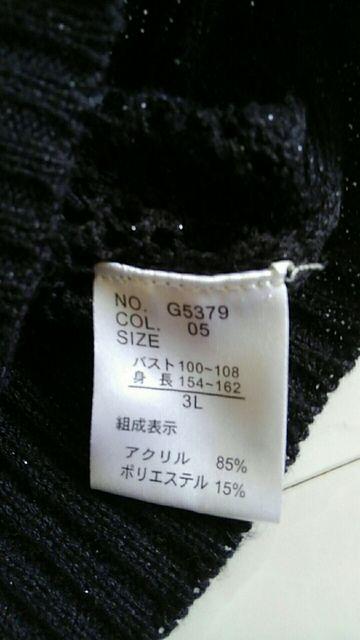 NO. G5379
COL. 05
SIZE
バスト100~108
身長154~162
3L
組成表示
アクリル 85%
ポリエステル 15%